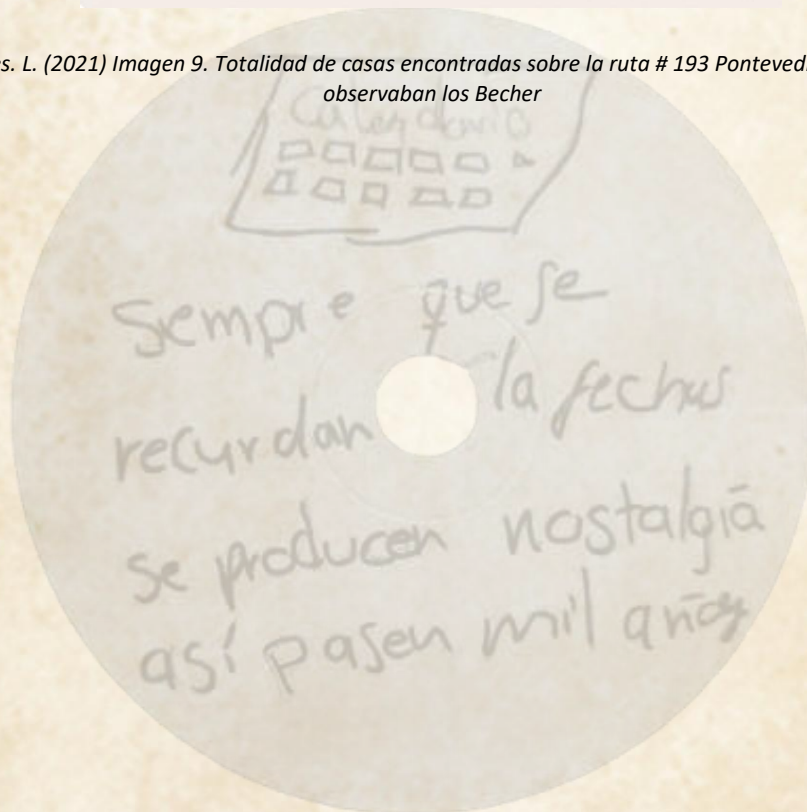 s. L. (2021) Imagen 9. Totalidad de casas encontradas sobre la ruta # 193 Ponteved
observaban los Becher
Calendario
Sempre que se
recurdan la fechas
se producen nostalgia
así pasen mil años